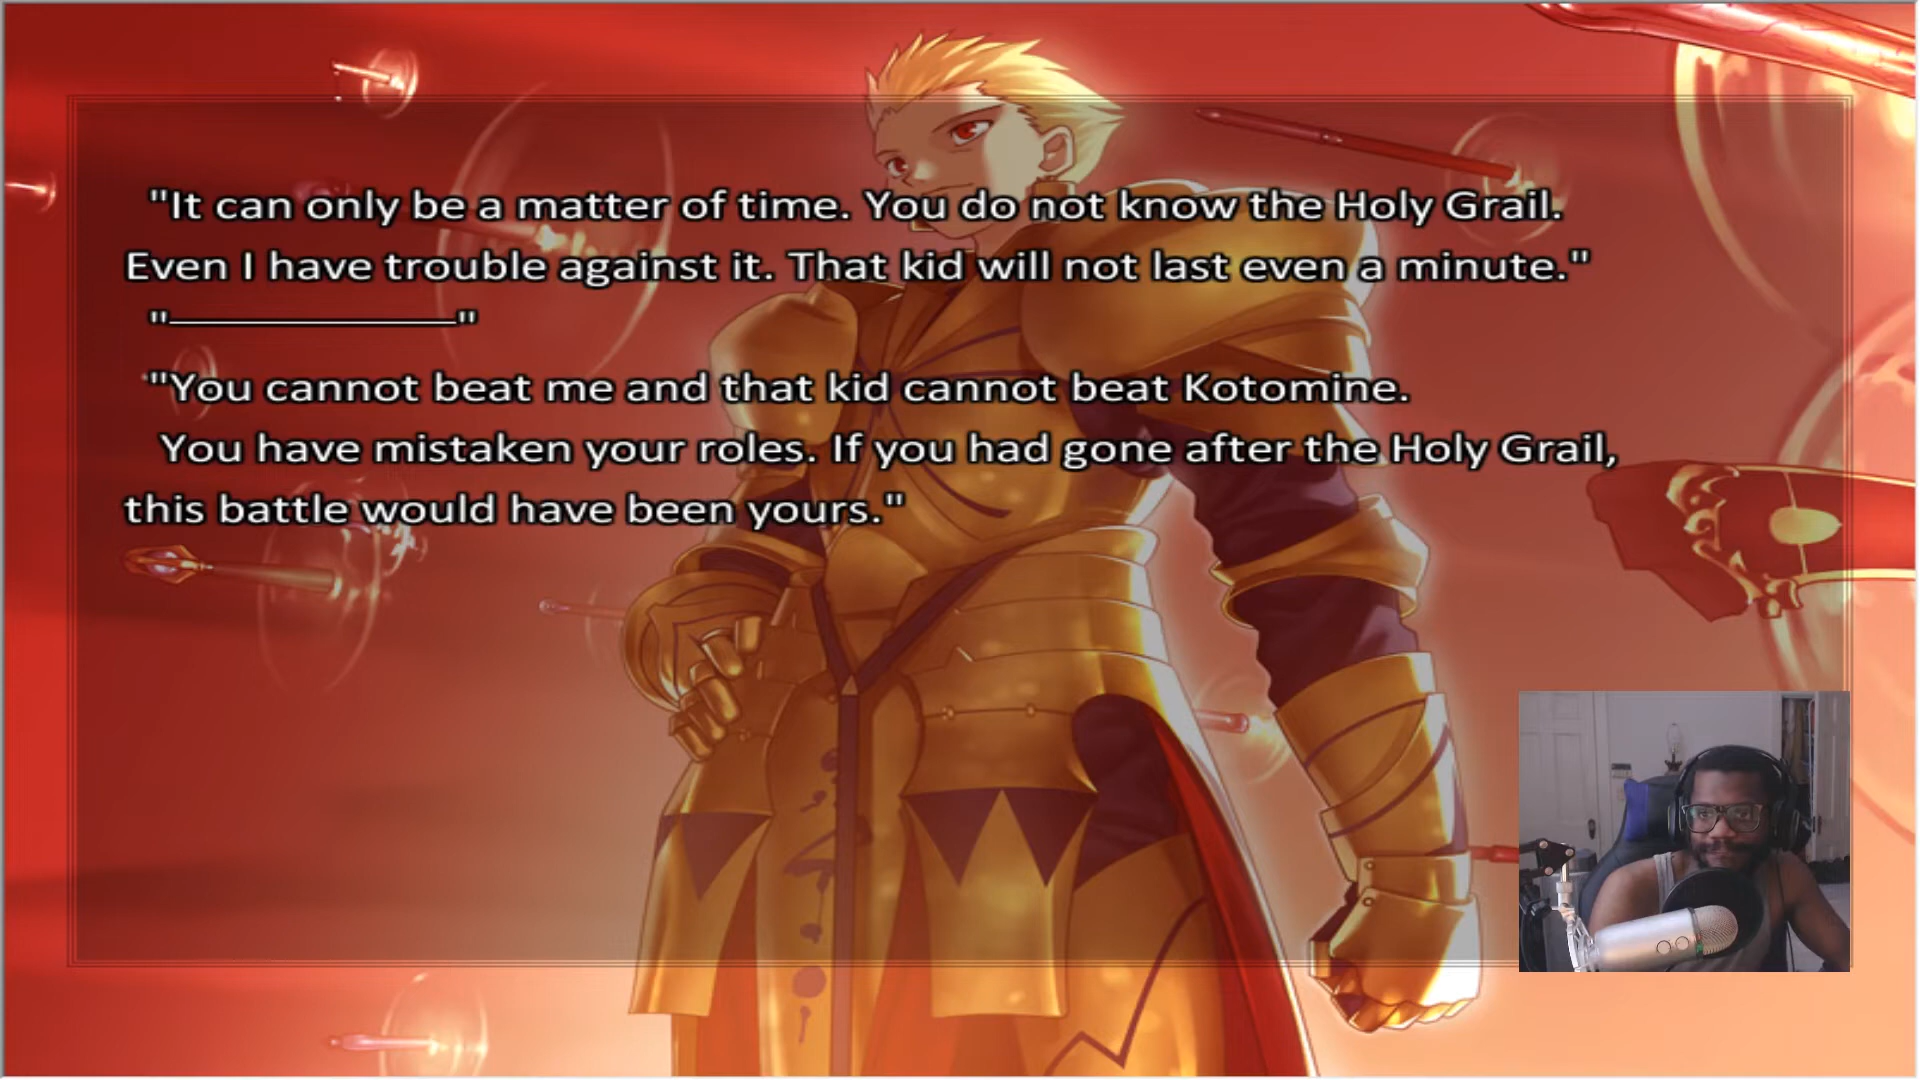 "It can only be a matter of time. You do not know the Holy Grail.
Even I have trouble against it. That kid will not last even a minute."
"―――――――"
"You cannot beat me and that kid cannot beat Kotomine.
You have mistaken your roles. If you had gone after the Holy Grail,
this battle would have been yours."